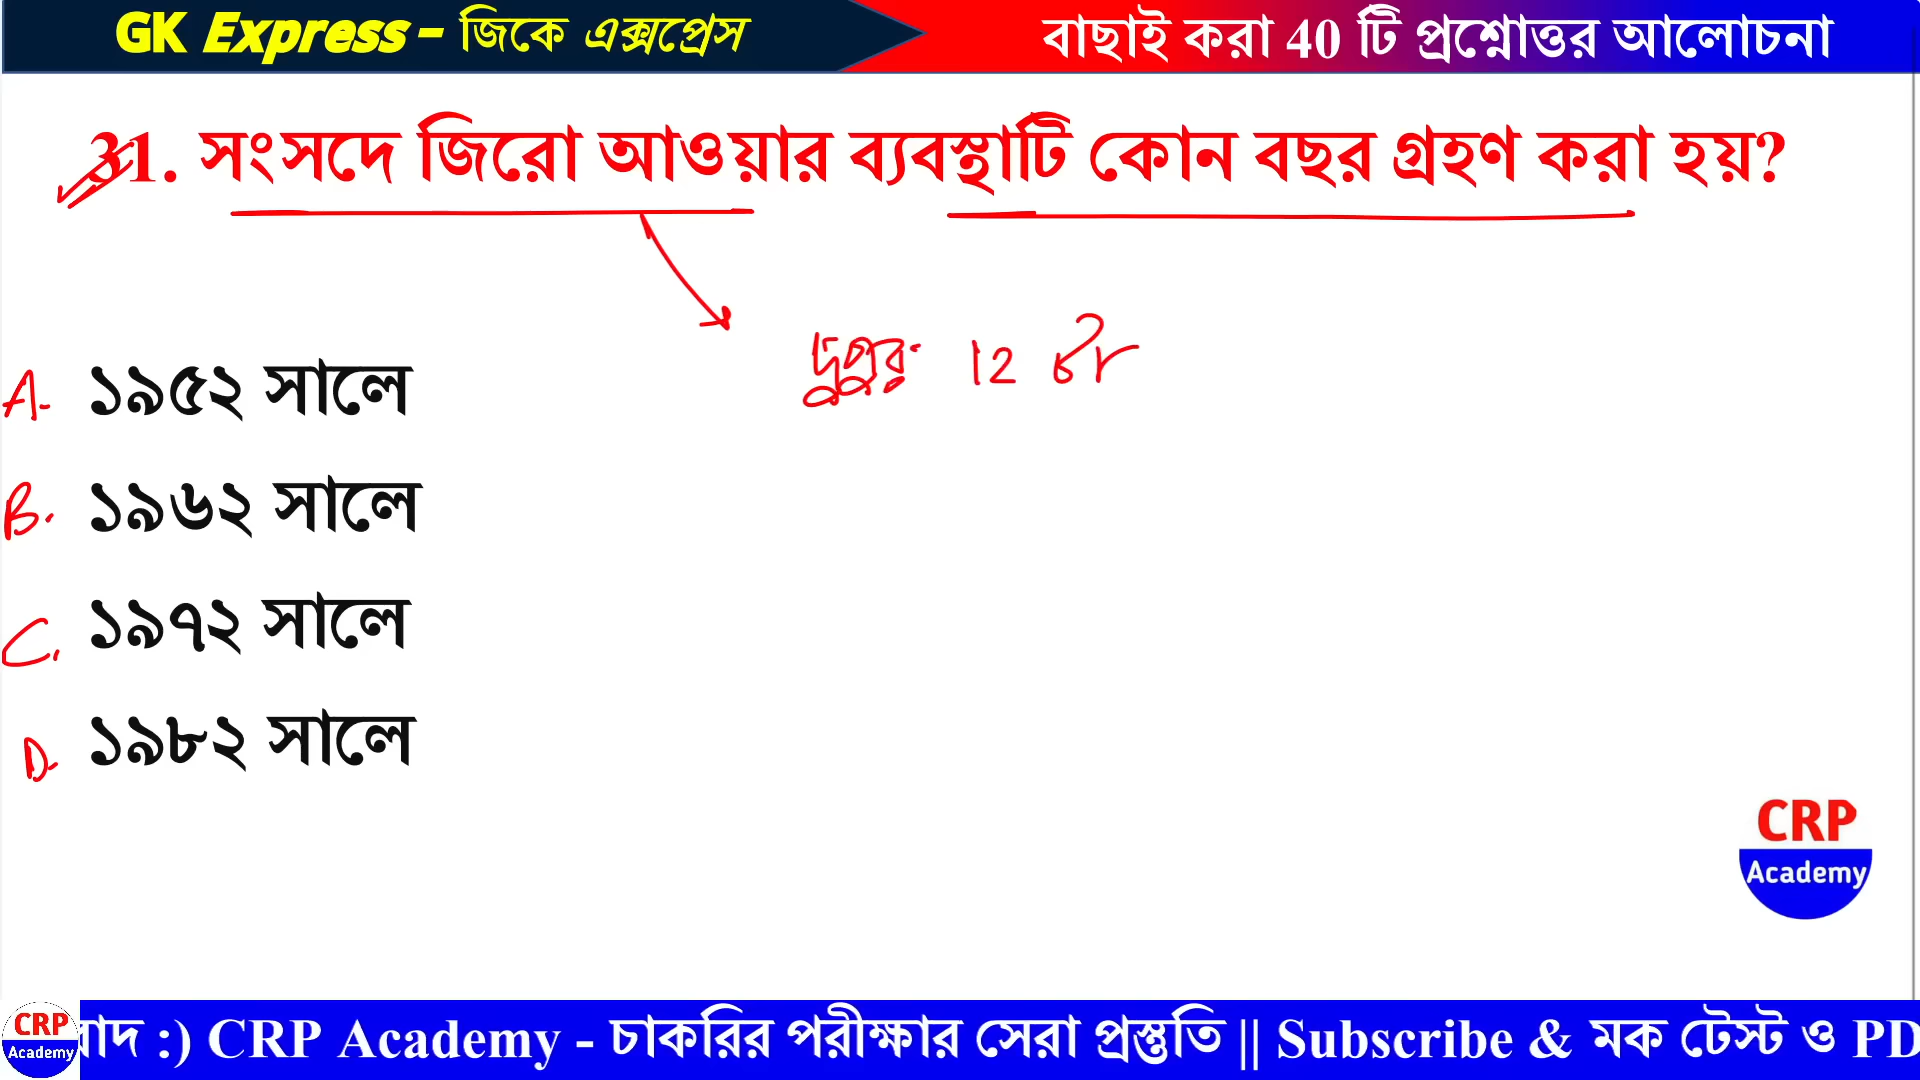 GK Express – জিকে এক্সপ্রেস
বাছাই করা 40 টি প্রশ্নোত্তর আলোচনা
31. সংসদে জিরো আওয়ার ব্যবস্থাটি কোন বছর গ্রহণ করা হয়?
দুপুর 12 টা
A. ১৯৫২ সালে
B. ১৯৬২ সালে
C. ১৯৭২ সালে
D. ১৯৮২ সালে
CRP
Academy
CRP
Academy
াদ :) CRP Academy - চাকরির পরীক্ষার সেরা প্রস্তুতি || Subscribe & মক টেস্ট ও PD